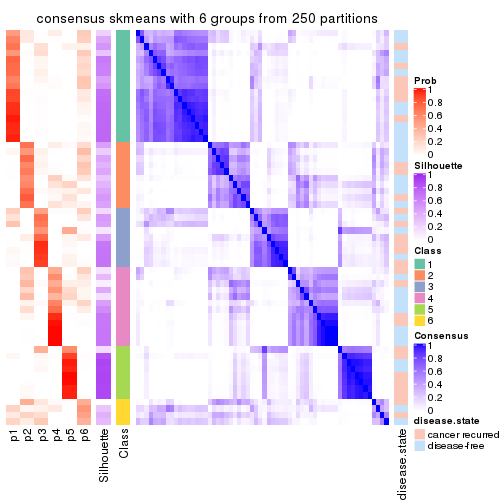 consensus skmeans with 6 groups from 250 partitions
Prob
1
0.8
0.6
0.4
0.2
0
Silhouette
1
0.8
0.6
0.4
0.2
0
Class
1
2
3
4
5
6
Consensus
1
0.8
0.6
0.4
0.2
0
disease.state
cancer recurred
disease-free
p1
p2
p3
p4
p5
p6
Silhouette
Class
disease.state